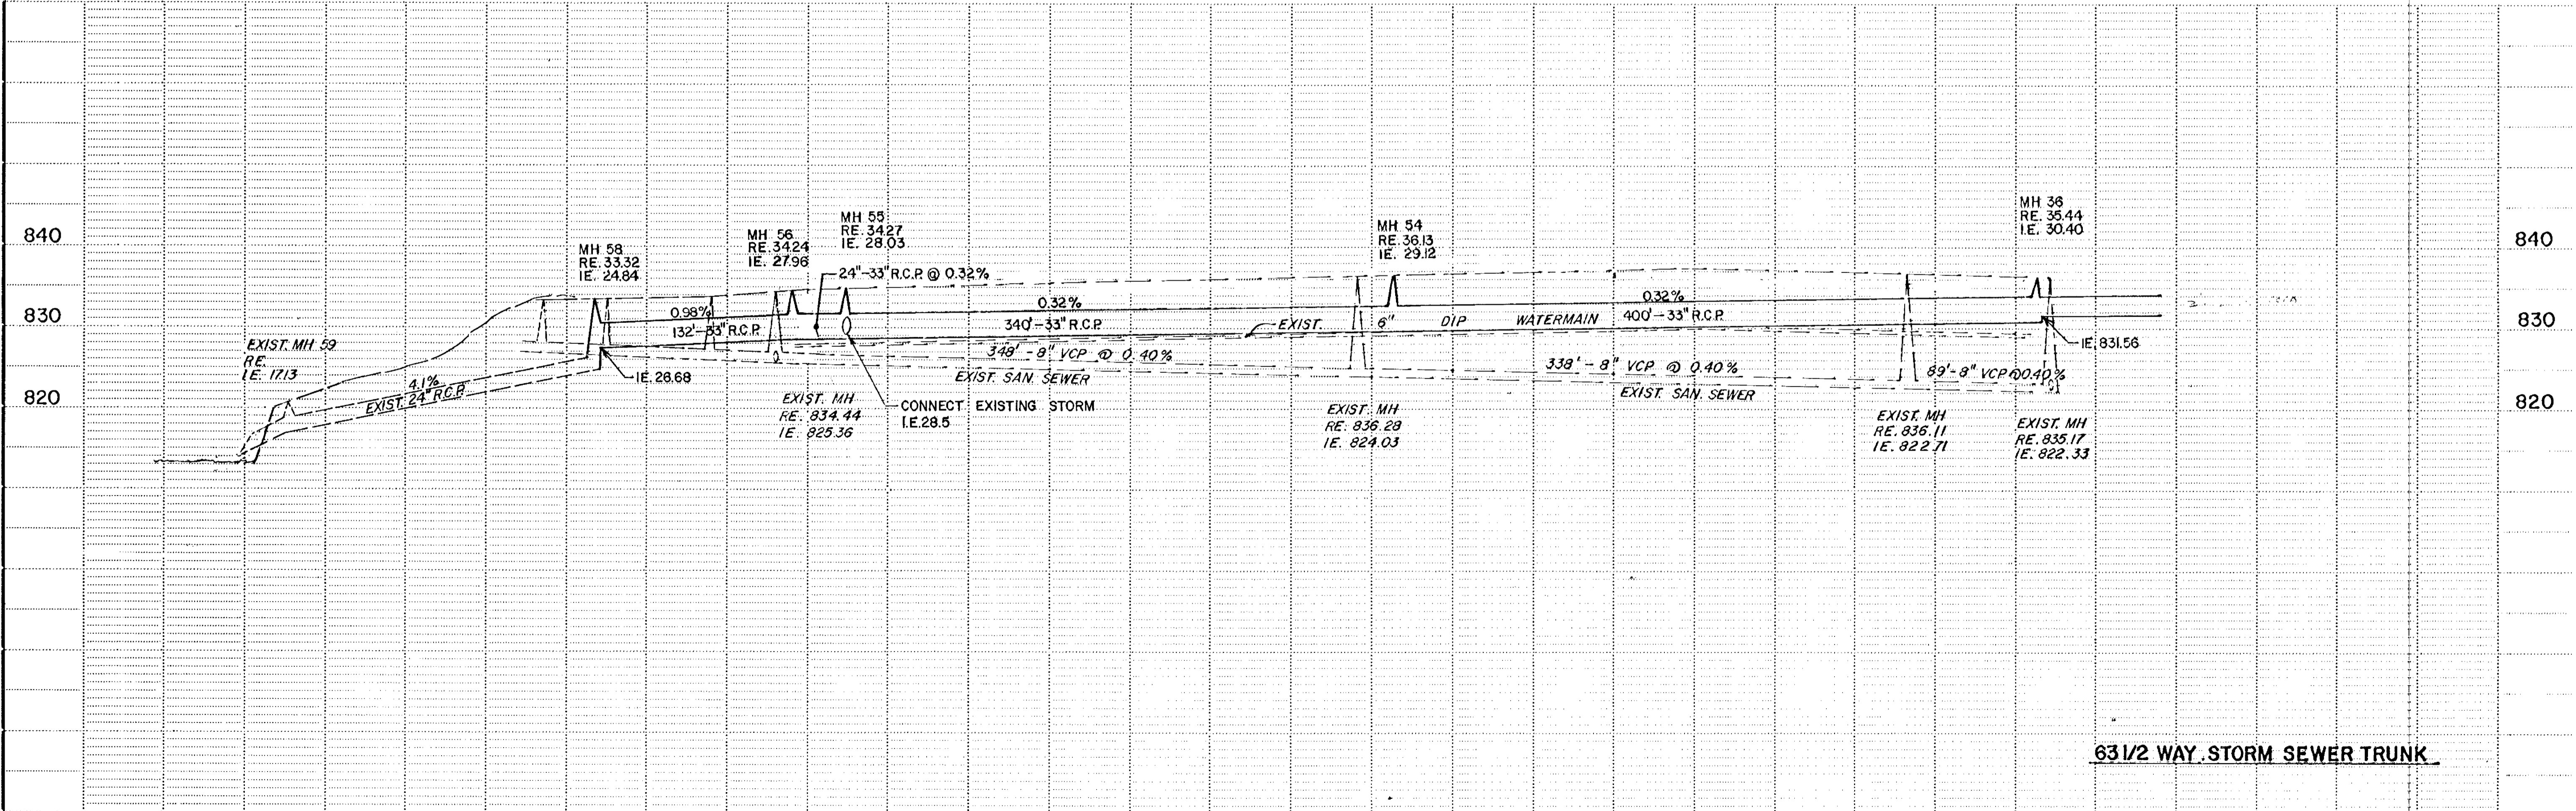 840
830
820
EXIST. MH 59
RE.
I.E. 17.13
4.1%
EXIST. 24" R.C.P.
MH 58
RE. 33.32
IE. 24.84
0.98%
132'-33" R.C.P.
IE. 26.68
MH 56
RE. 34.24
IE. 27.96
MH 55
RE. 34.27
IE. 28.03
24"-33" R.C.P. @ 0.32%
0.32%
340'-33" R.C.P.
348' - 8" VCP @ 0.40%
EXIST. SAN. SEWER
EXIST. MH
RE. 834.44
IE. 825.36
CONNECT EXISTING STORM
I.E. 28.5
EXIST. 6" DIP WATERMAIN
MH 54
RE. 36.13
IE. 29.12
EXIST. MH
RE. 836.28
IE. 824.03
0.32%
400'-33" R.C.P.
338' - 8" VCP @ 0.40%
EXIST. SAN. SEWER
EXIST. MH
RE. 836.11
IE. 822.71
89'-8" VCP @ 0.40%
MH 36
RE. 35.44
I.E. 30.40
IE. 831.56
EXIST. MH
RE. 835.17
IE. 822.33
840
830
820
63 1/2 WAY. STORM SEWER TRUNK